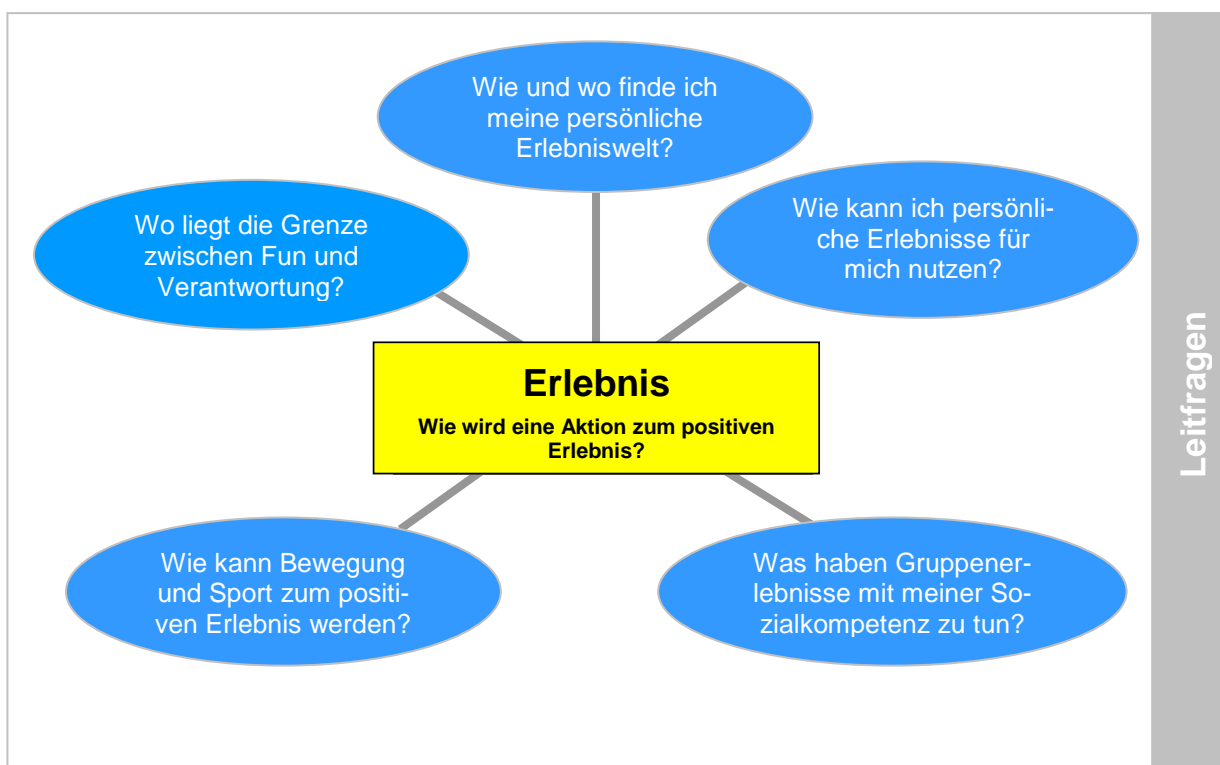 Wie und wo finde ich
meine persönliche
Erlebniswelt?
Wo liegt die Grenze
zwischen Fun und
Verantwortung?
Wie kann ich persönli-
che Erlebnisse für
mich nutzen?
Erlebnis
Wie wird eine Aktion zum positiven
Erlebnis?
Wie kann Bewegung
und Sport zum positi-
ven Erlebnis werden?
Was haben Gruppener-
lebnisse mit meiner So-
zialkompetenz zu tun?
Leitfragen